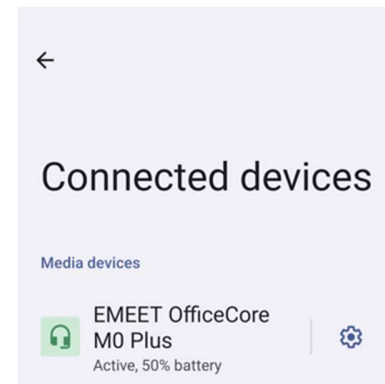 Connected devices
Media devices
EMEET OfficeCore
M0 Plus
Active, 50% battery